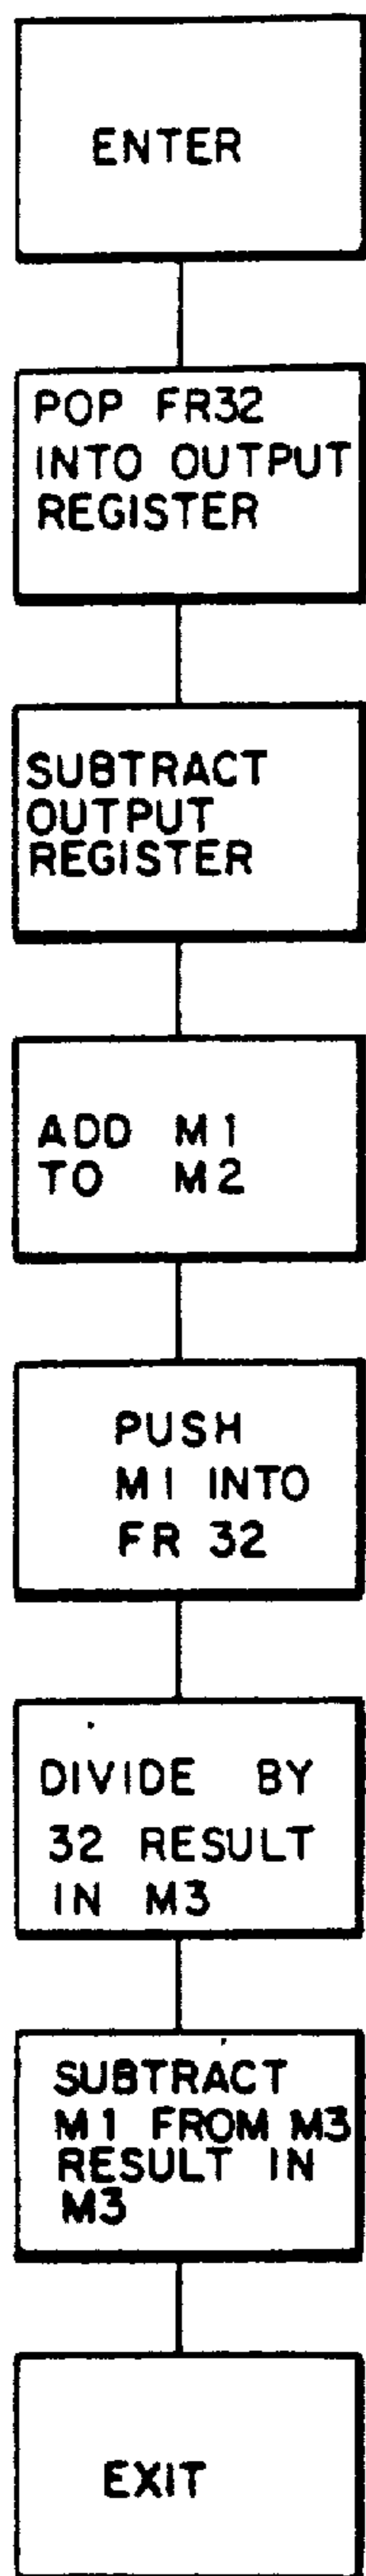 ENTER
POP FR32
INTO OUTPUT
REGISTER
SUBTRACT
OUTPUT
REGISTER
ADD M1
TO M2
PUSH
M1 INTO
FR 32
DIVIDE BY
32 RESULT
IN M3
SUBTRACT
M1 FROM M3
RESULT IN
M3
EXIT